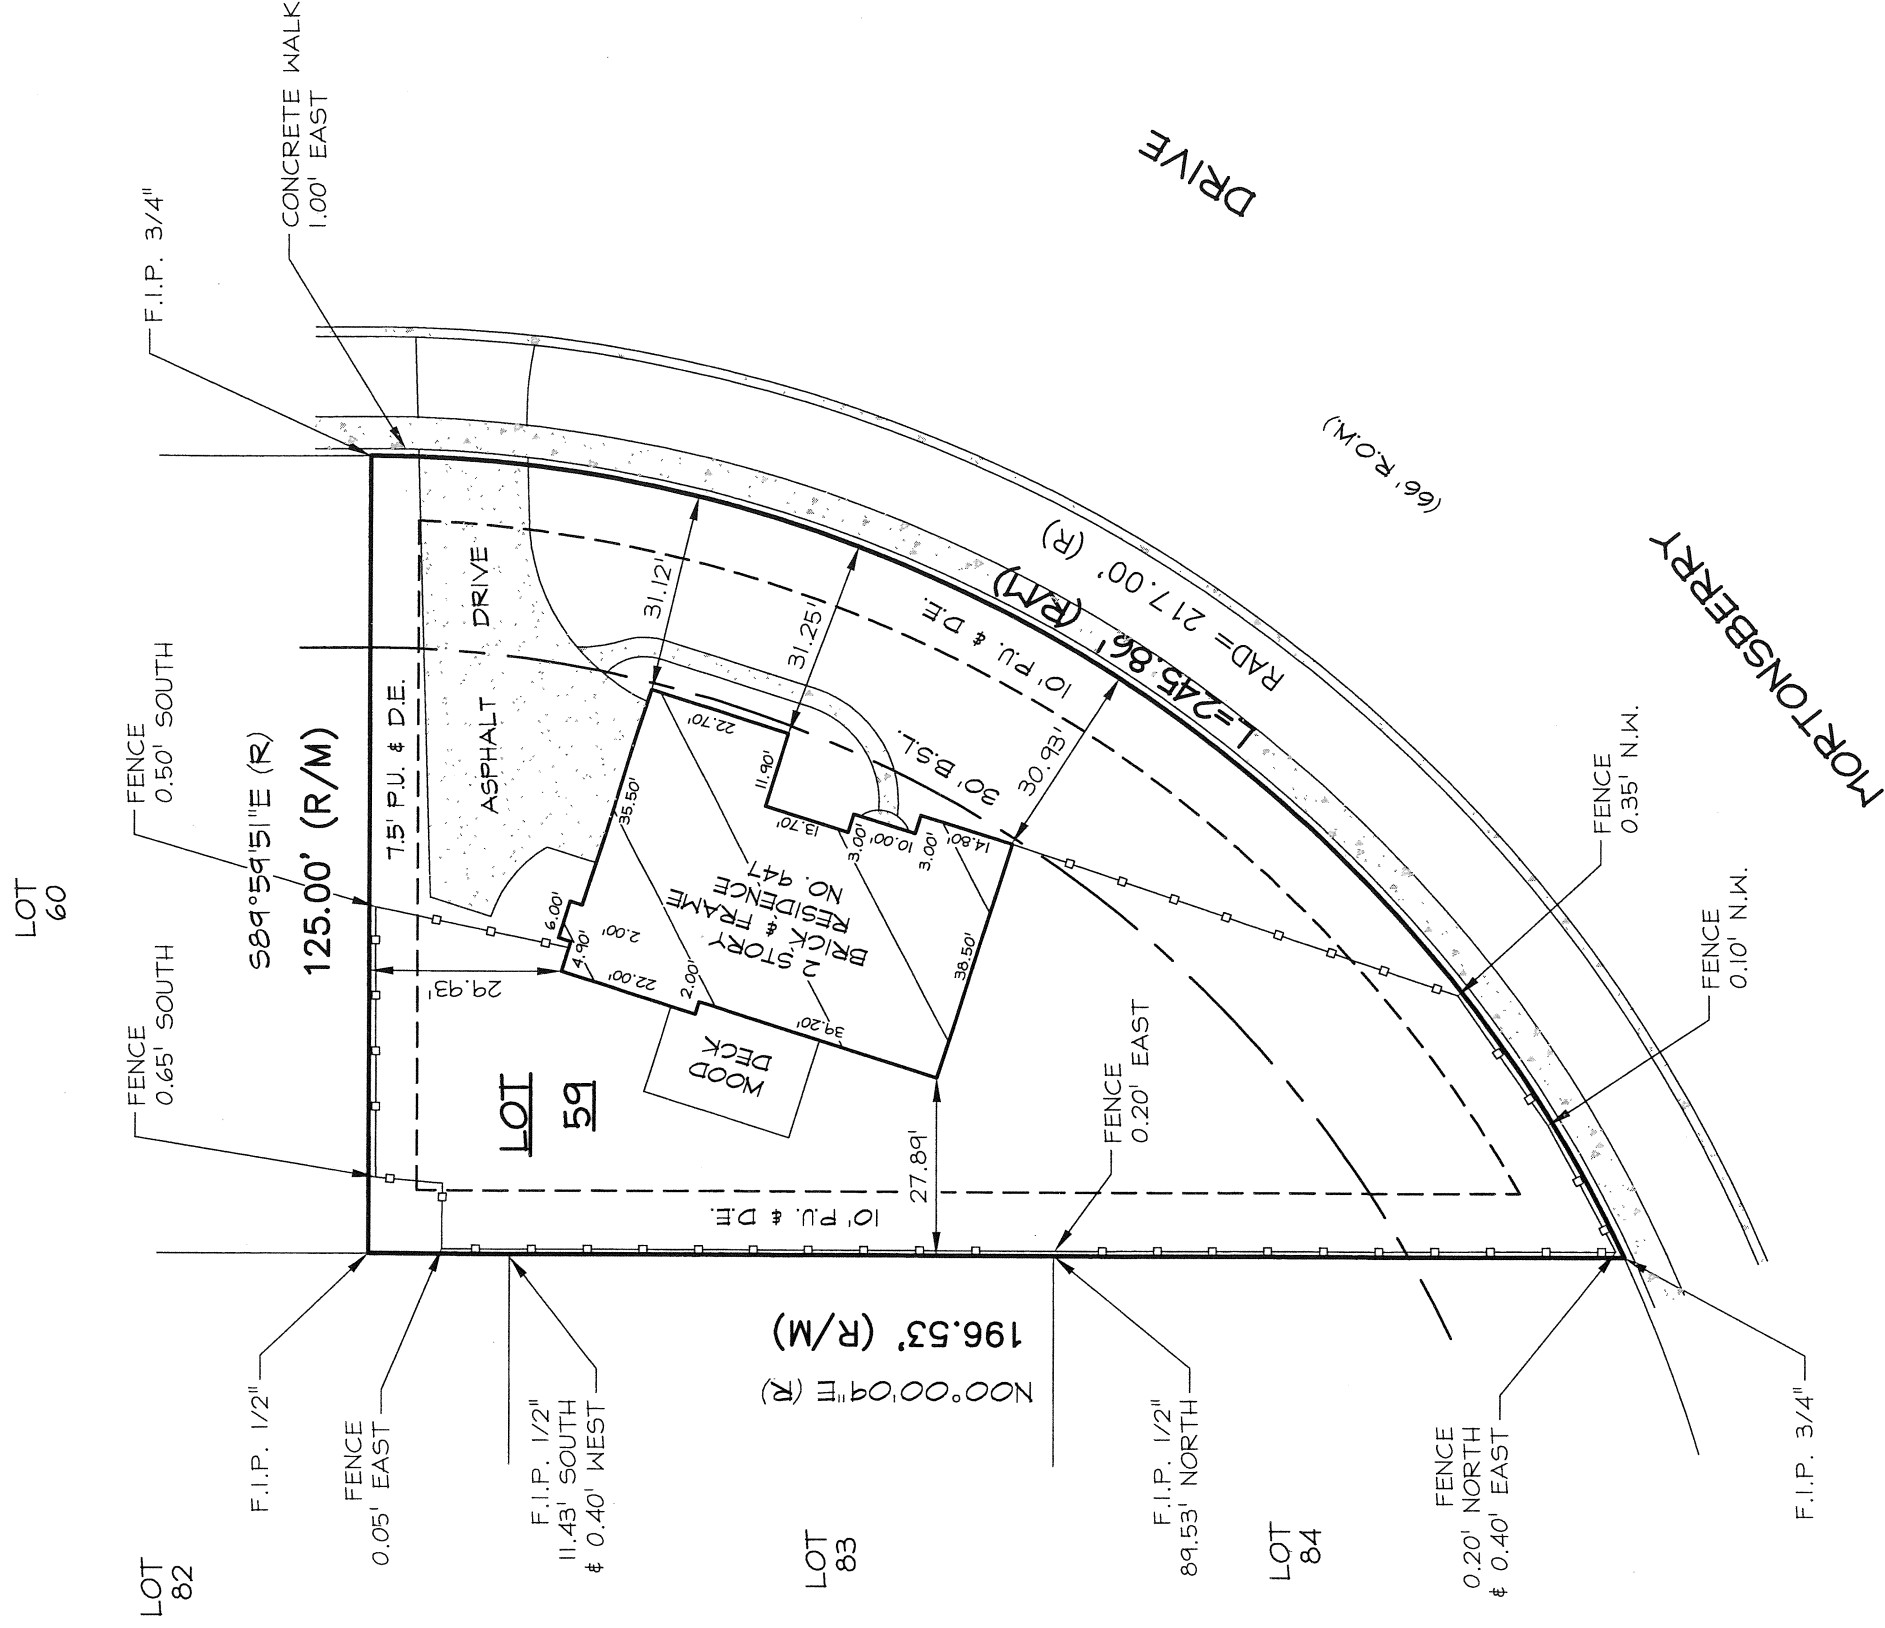 CONCRETE WALK
1.00' EAST
F.I.P. 3/4"
DRIVE
FENCE
0.50' SOUTH
FENCE
0.65' SOUTH
LOT
60
S89°59'51"E (R)
125.00' (R/M)
7.5' P.U. & D.E.
ASPHALT DRIVE
31.12'
31.25'
30.93'
10' P.U. & D.E.
L=245.86' (R/M)
RAD= 217.00' (R)
(66' R.O.W.)
MORTONSBERRY
30' B.S.L.
22.70'
11.90'
13.70'
3.00'
10.00'
3.00'
14.80'
35.50'
6.00'
2.00'
4.90'
22.00'
2.00'
39.20'
38.50'
2 STORY
BRICK & FRAME
RESIDENCE
NO. 947
29.93'
WOOD
DECK
LOT
59
27.89'
10' P.U. & D.E.
FENCE
0.20' EAST
FENCE
0.35' N.W.
FENCE
0.10' N.W.
196.53' (R/M)
N00°00'09"E (R)
F.I.P. 1/2"
FENCE
0.05' EAST
F.I.P. 1/2"
11.43' SOUTH
& 0.40' WEST
F.I.P. 1/2"
89.53' NORTH
FENCE
0.20' NORTH
& 0.40' EAST
F.I.P. 3/4"
LOT
82
LOT
83
LOT
84